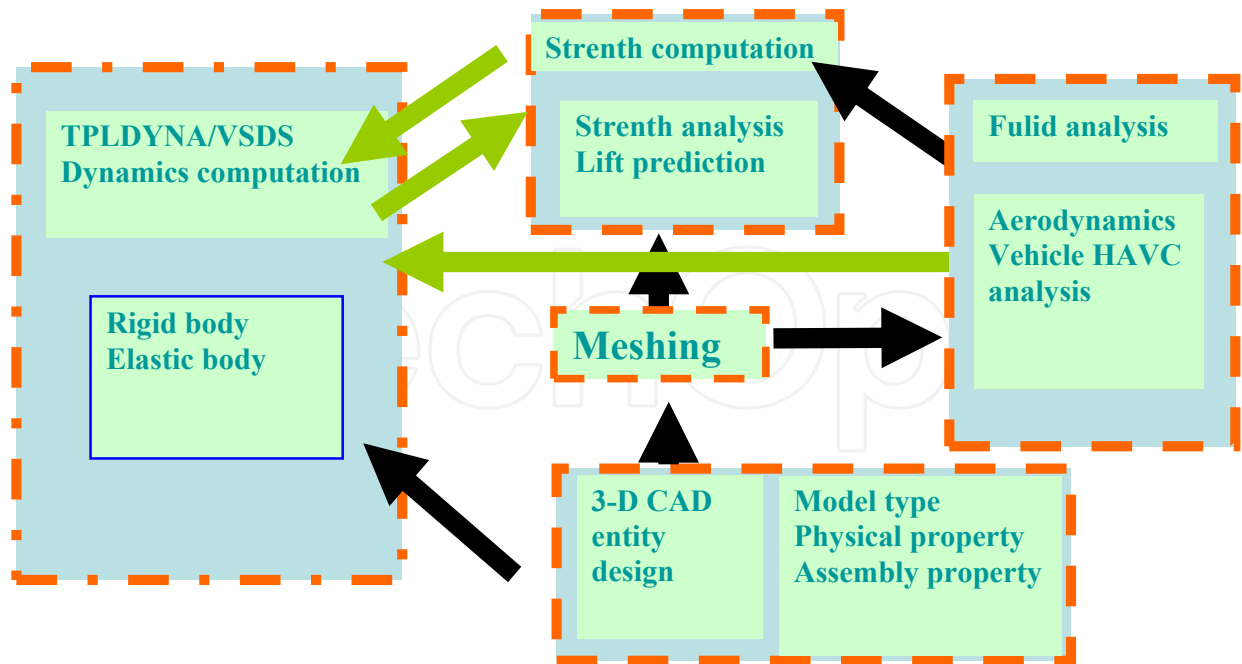 Strenth computation
Strenth analysis
Lift prediction
TPLDYNA/VSDS
Dynamics computation
Rigid body
Elastic body
Fulid analysis
Aerodynamics
Vehicle HAVC
analysis
Meshing
3-D CAD
entity
design
Model type
Physical property
Assembly property